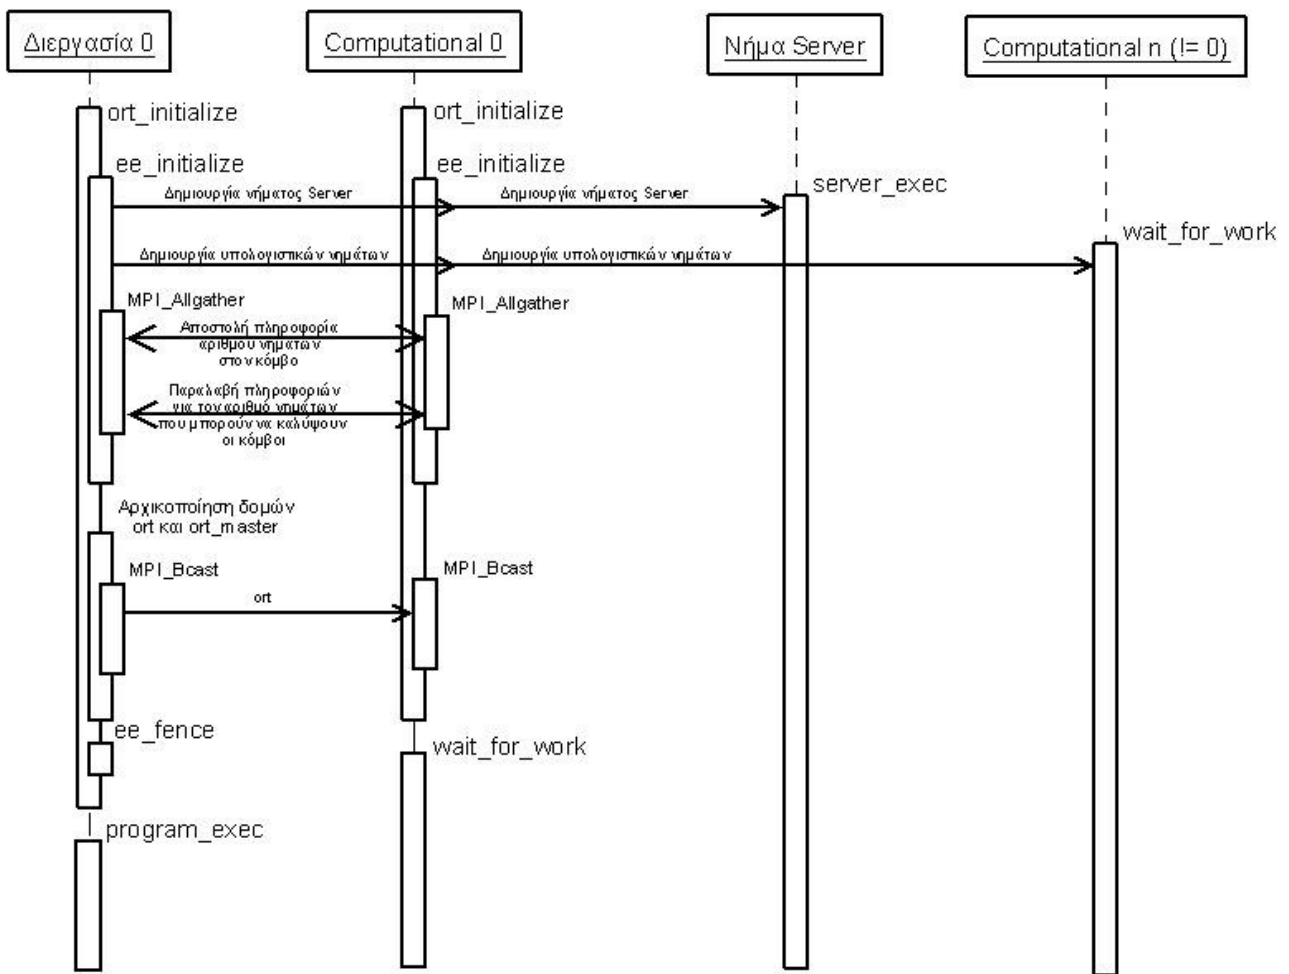 Διεργασία 0
Computational 0
Νήμα Server
Computational n (!= 0)
ort_initialize
ort_initialize
ee_initialize
ee_initialize
Δημιουργία νήματος Server
Δημιουργία νήματος Server
server_exec
wait_for_work
Δημιουργία υπολογιστικών νημάτων
Δημιουργία υπολογιστικών νημάτων
MPI_Allgather
MPI_Allgather
Αποστολή πληροφορία
αριθμού νημάτων
στον κόμβο
Παραλαβή πληροφοριών
για τον αριθμό νημάτων
που μπορούν να καλύψουν
οι κόμβοι
Αρχικοποίηση δομών
ort και ort_master
MPI_Bcast
MPI_Bcast
ort
ee_fence
wait_for_work
program_exec